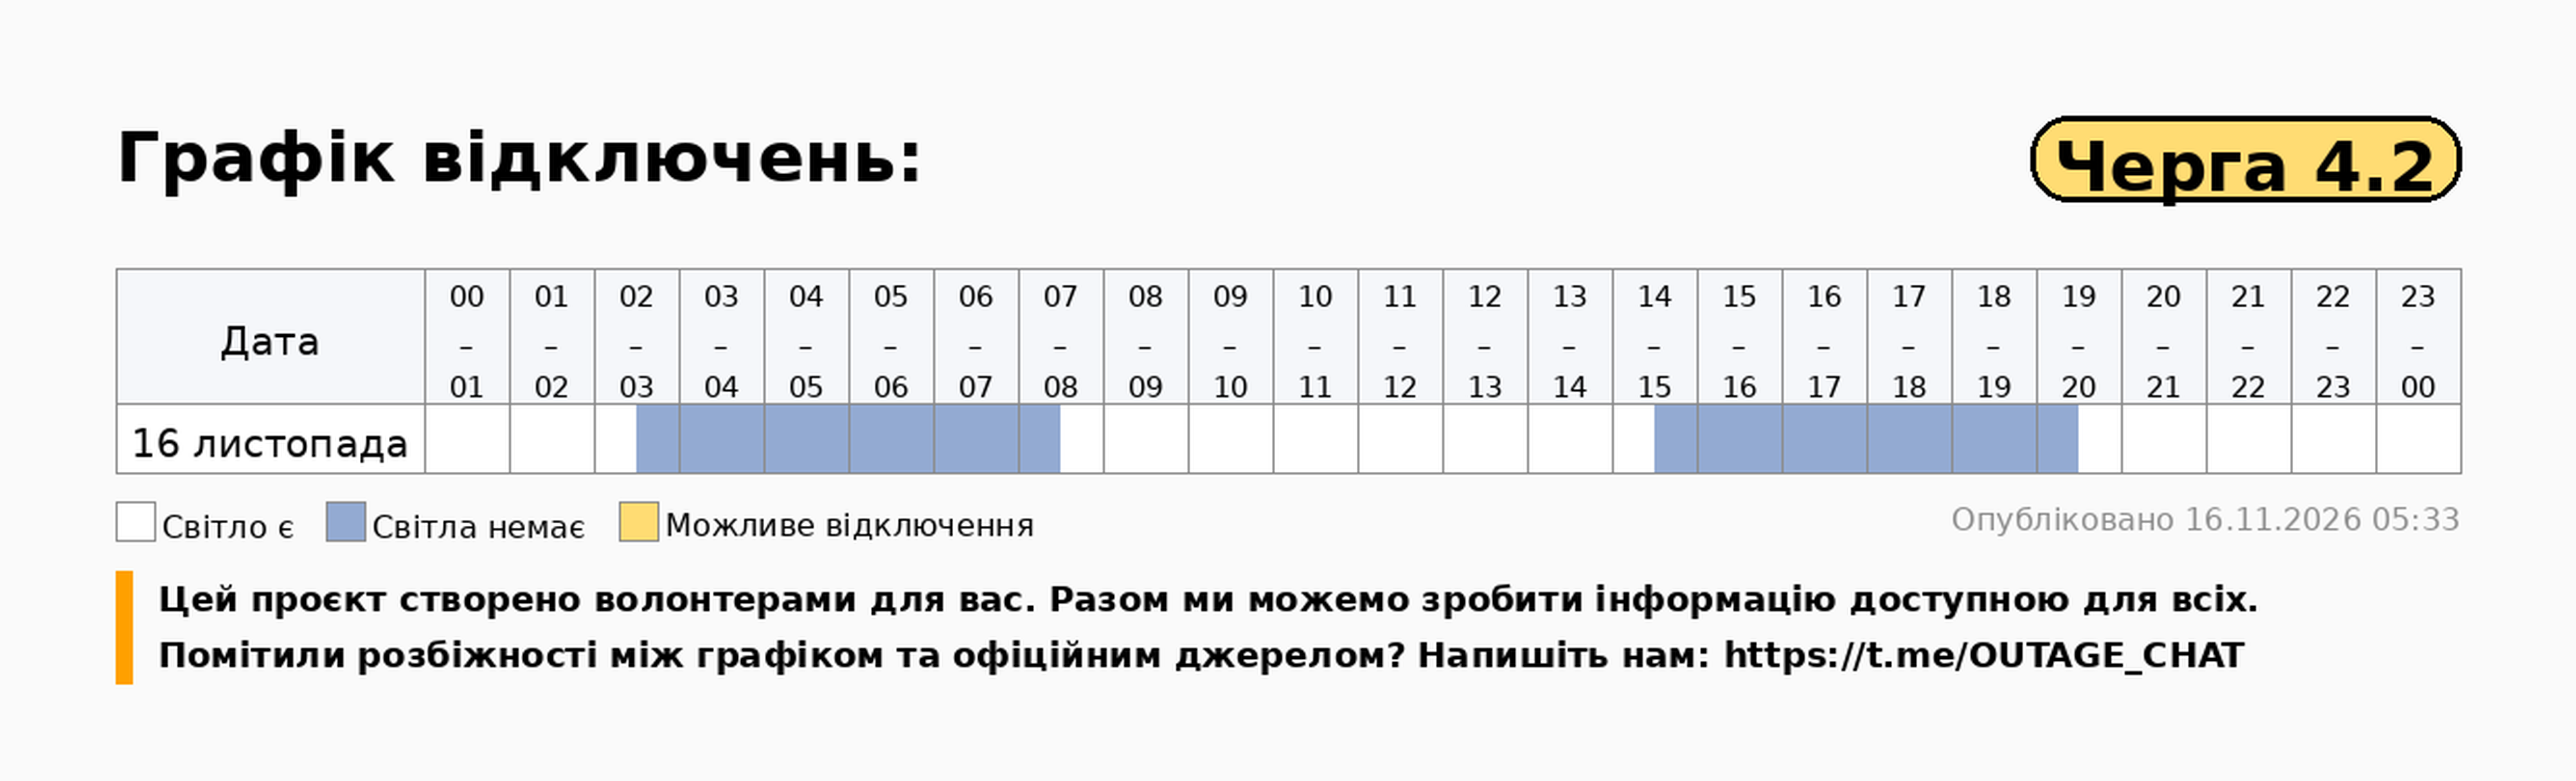 Графік відключень:
Черга 4.2
Дата
00 – 01
01 – 02
02 – 03
03 – 04
04 – 05
05 – 06
06 – 07
07 – 08
08 – 09
09 – 10
10 – 11
11 – 12
12 – 13
13 – 14
14 – 15
15 – 16
16 – 17
17 – 18
18 – 19
19 – 20
20 – 21
21 – 22
22 – 23
23 – 00
16 листопада
Світло є
Світла немає
Можливе відключення
Опубліковано 16.11.2026 05:33
Цей проєкт створено волонтерами для вас. Разом ми можемо зробити інформацію доступною для всіх.
Помітили розбіжності між графіком та офіційним джерелом? Напишіть нам: https://t.me/OUTAGE_CHAT